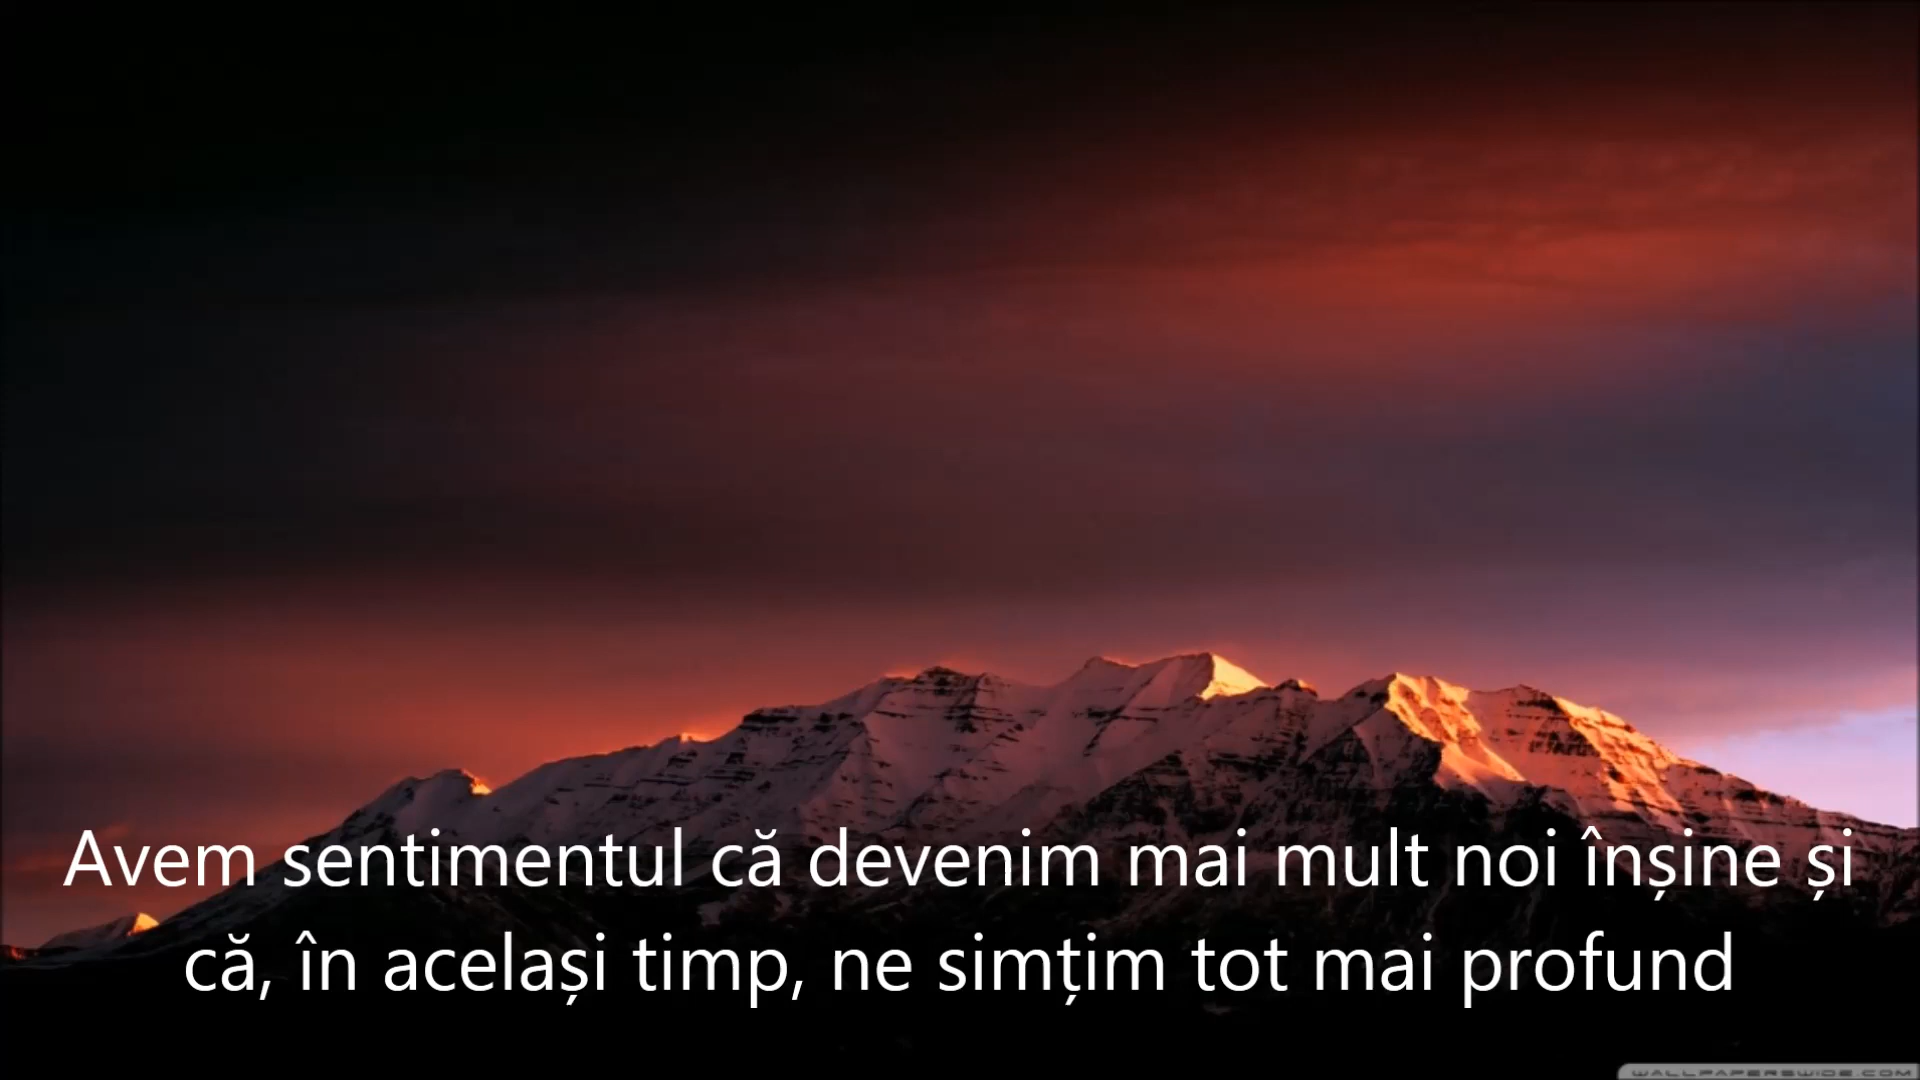 Avem sentimentul că devenim mai mult noi înșine și
că, în același timp, ne simțim tot mai profund
WALLPAPERSWIDE.COM